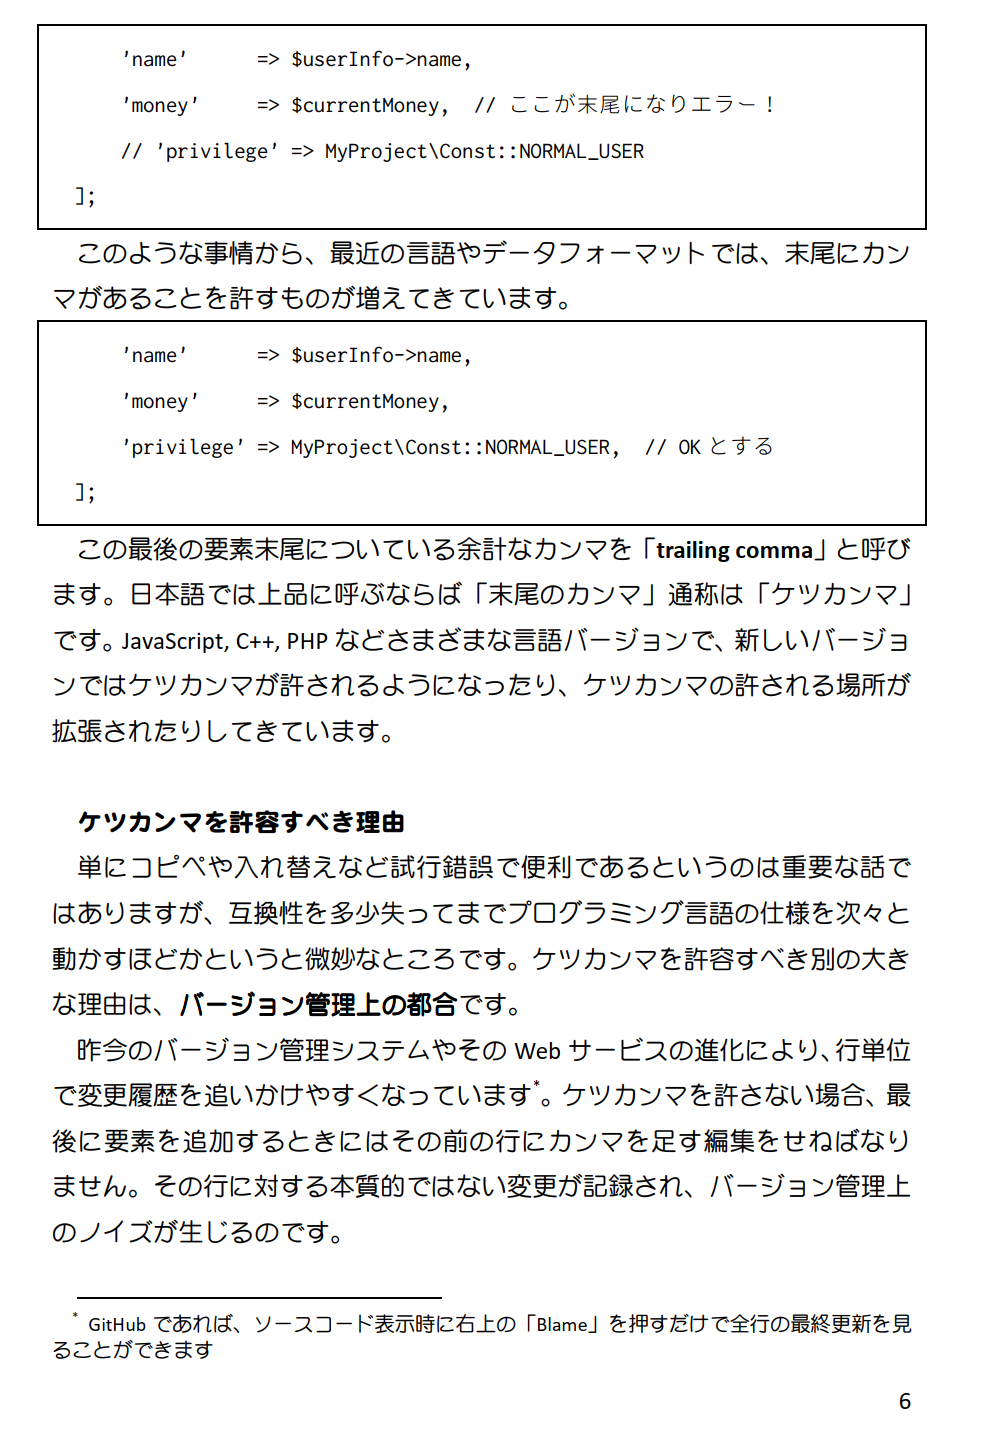 'name'      => $userInfo->name,
'money'     => $currentMoney,  // ここが末尾になりエラー！
// 'privilege' => MyProject\Const::NORMAL_USER
];
このような事情から、最近の言語やデータフォーマットでは、末尾にカン
マがあることを許すものが増えてきています。
'name'      => $userInfo->name,
'money'     => $currentMoney,
'privilege' => MyProject\Const::NORMAL_USER,  // OK とする
];
この最後の要素末尾についている余計なカンマを「trailing comma」と呼び
ます。日本語では上品に呼ぶならば「末尾のカンマ」通称は「ケツカンマ」
です。JavaScript, C++, PHP などさまざまな言語バージョンで、新しいバージョ
ンではケツカンマが許されるようになったり、ケツカンマの許される場所が
拡張されたりしてきています。
ケツカンマを許容すべき理由
単にコピペや入れ替えなど試行錯誤で便利であるというのは重要な話で
はありますが、互換性を多少失ってまでプログラミング言語の仕様を次々と
動かすほどかというと微妙なところです。ケツカンマを許容すべき別の大き
な理由は、バージョン管理上の都合です。
昨今のバージョン管理システムやその Web サービスの進化により、行単位
で変更履歴を追いかけやすくなっています*。ケツカンマを許さない場合、最
後に要素を追加するときにはその前の行にカンマを足す編集をせねばなり
ません。その行に対する本質的ではない変更が記録され、バージョン管理上
のノイズが生じるのです。
* GitHub であれば、ソースコード表示時に右上の「Blame」を押すだけで全行の最終更新を見
ることができます
6